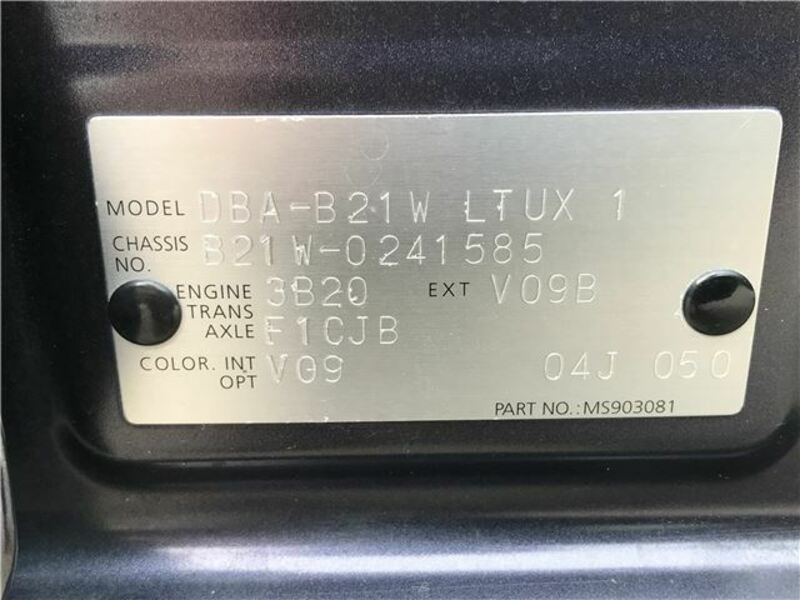 MODEL DBA-B21W LTUX 1
CHASSIS NO. B21W-0241585
ENGINE 3B20 EXT V09B
TRANS AXLE F1CJB
COLOR. INT OPT V09 04J 050
PART NO.: MS903081